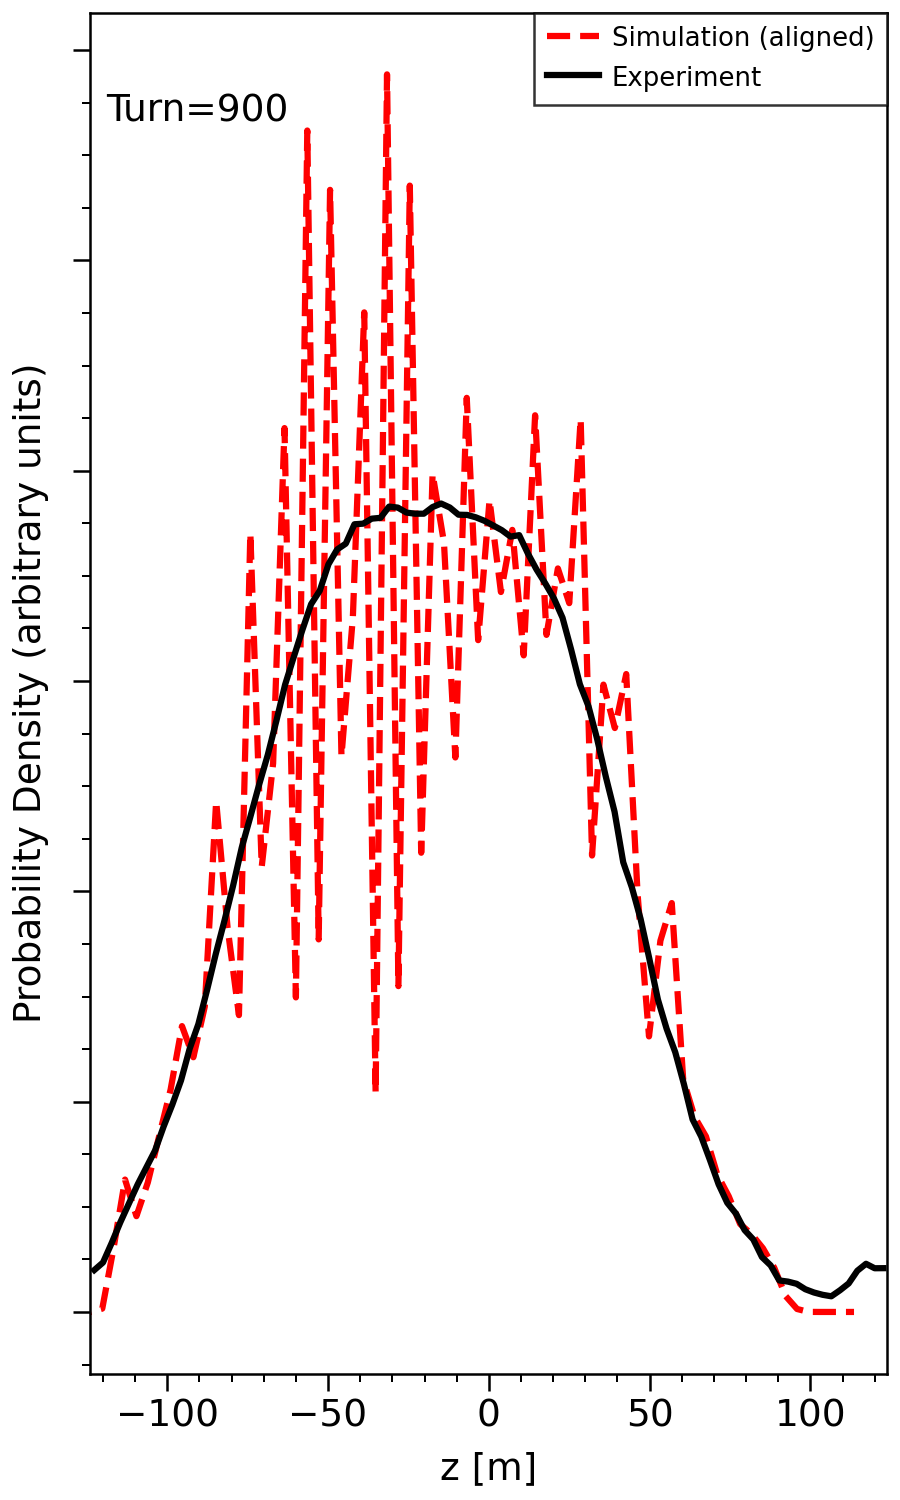 Simulation (aligned)
Experiment
Turn=900
Probability Density (arbitrary units)
−100
−50
0
50
100
z [m]